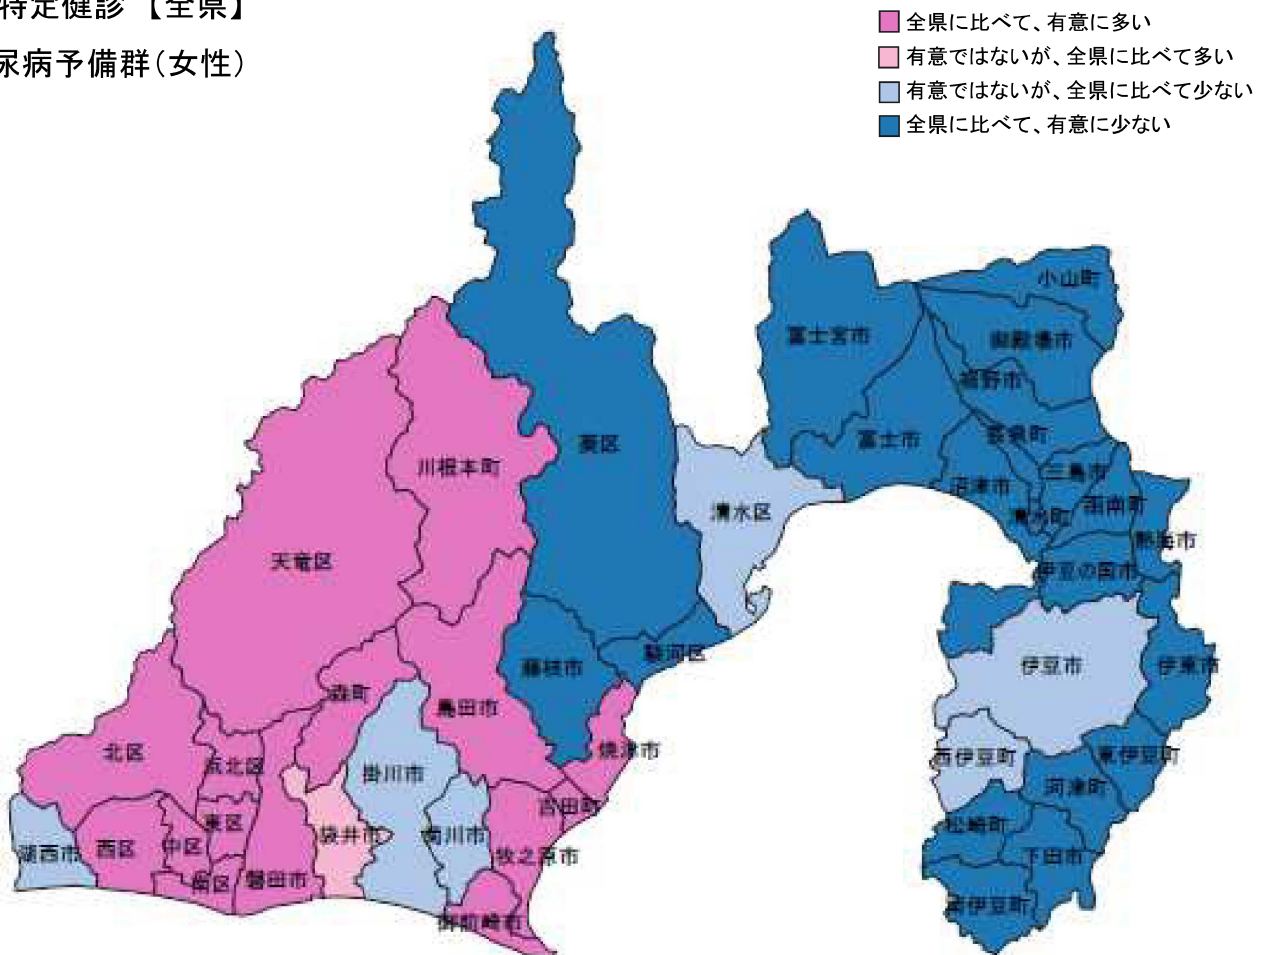 特定健診 【全県】
尿病予備群(女性)
全県に比べて、有意に多い
有意ではないが、全県に比べて多い
有意ではないが、全県に比べて少ない
全県に比べて、有意に少ない
小山町
富士宮市
御殿場市
裾野市
葵区
富士市
長泉町
川根本町
三島市
沼津市
清水区
函南町
清水町
熱海市
天竜区
伊豆の国市
駿河区
藤枝市
伊豆市
伊東市
森町
島田市
北区
浜北区
焼津市
西伊豆町
東伊豆町
掛川市
河津町
吉田町
東区
松崎町
袋井市
菊川市
湖西市
西区
中区
牧之原市
下田市
南区
磐田市
南伊豆町
御前崎市